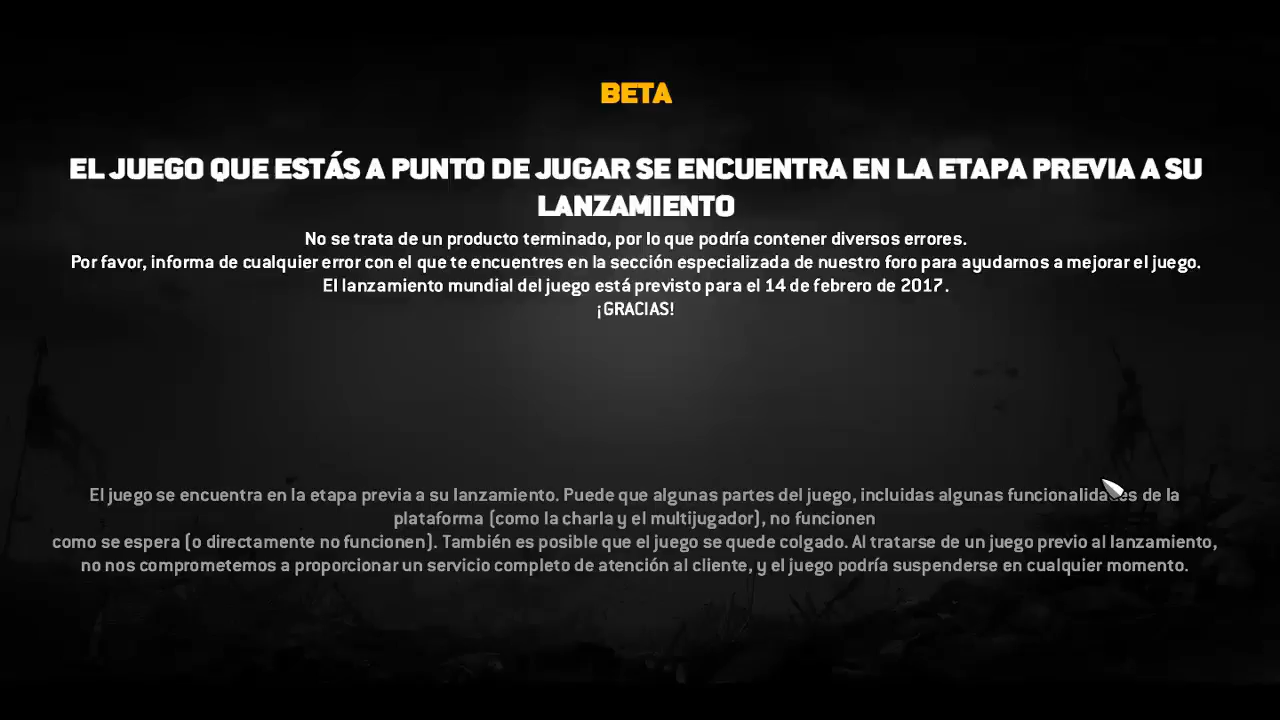 BETA
EL JUEGO QUE ESTÁS A PUNTO DE JUGAR SE ENCUENTRA EN LA ETAPA PREVIA A SU
LANZAMIENTO
No se trata de un producto terminado, por lo que podría contener diversos errores.
Por favor, informa de cualquier error con el que te encuentres en la sección especializada de nuestro foro para ayudarnos a mejorar el juego.
El lanzamiento mundial del juego está previsto para el 14 de febrero de 2017.
¡GRACIAS!
El juego se encuentra en la etapa previa a su lanzamiento. Puede que algunas partes del juego, incluidas algunas funcionalidades de la
plataforma (como la charla y el multijugador), no funcionen
como se espera (o directamente no funcionen). También es posible que el juego se quede colgado. Al tratarse de un juego previo al lanzamiento,
no nos comprometemos a proporcionar un servicio completo de atención al cliente, y el juego podría suspenderse en cualquier momento.